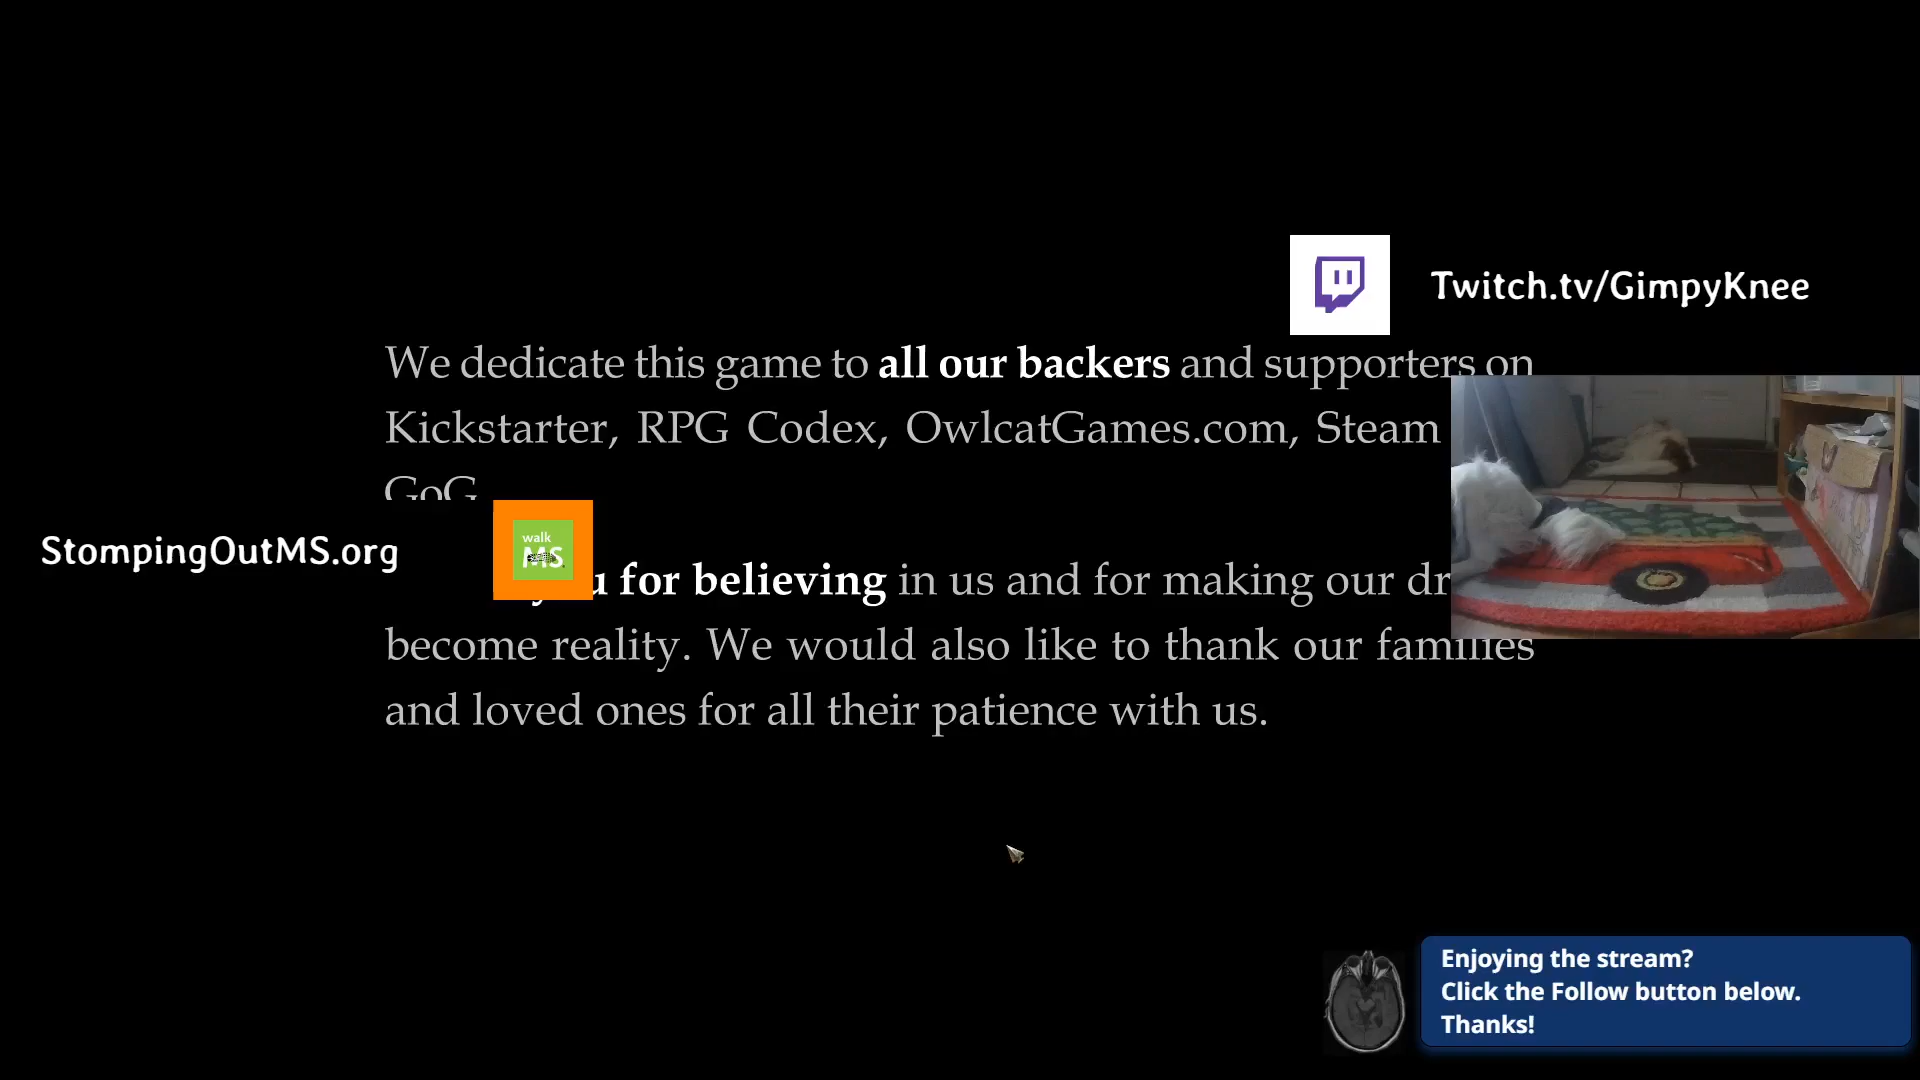 Twitch.tv/GimpyKnee
We dedicate this game to all our backers and supporters on
Kickstarter, RPG Codex, OwlcatGames.com, Steam
GoG
StompingOutMS.org
walk
MS
for believing in us and for making our
become reality. We would also like to thank our families
and loved ones for all their patience with us.
Enjoying the stream?
Click the Follow button below.
Thanks!